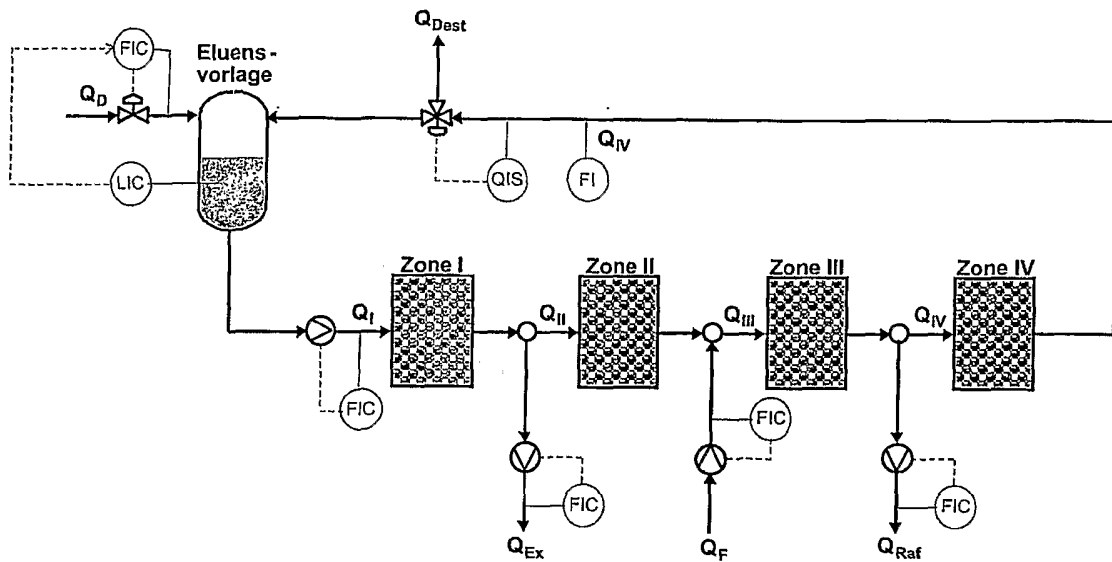 Q_Dest
FIC
Eluens-
vorlage
Q_D
Q_IV
LIC
QIS
FI
Zone I
Zone II
Zone III
Zone IV
Q_I
Q_II
Q_III
Q_IV
FIC
FIC
FIC
FIC
Q_Ex
Q_F
Q_Raf